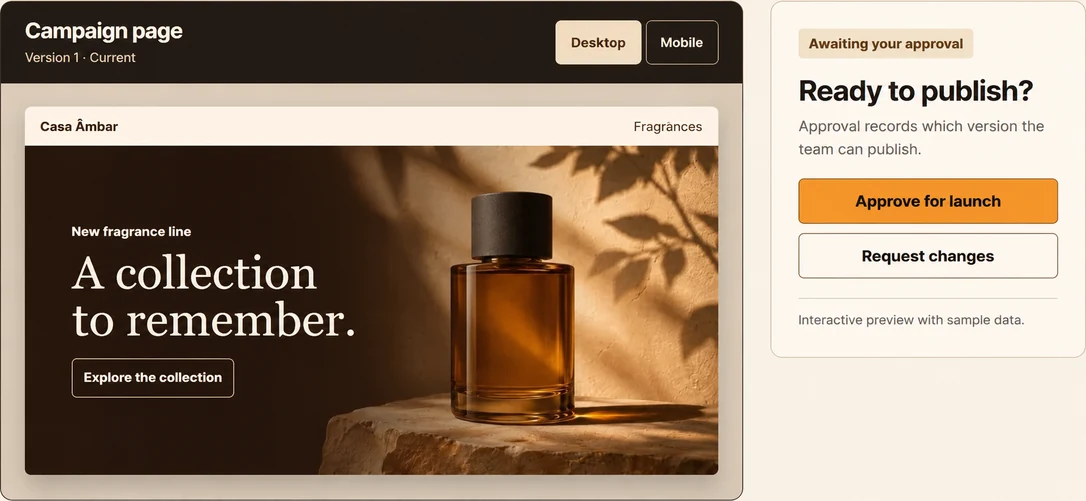 Campaign page
Version 1 · Current
Desktop
Mobile
Casa Âmbar
Fragrances
New fragrance line
A collection
to remember.
Explore the collection
Awaiting your approval
Ready to publish?
Approval records which version the
team can publish.
Approve for launch
Request changes
Interactive preview with sample data.